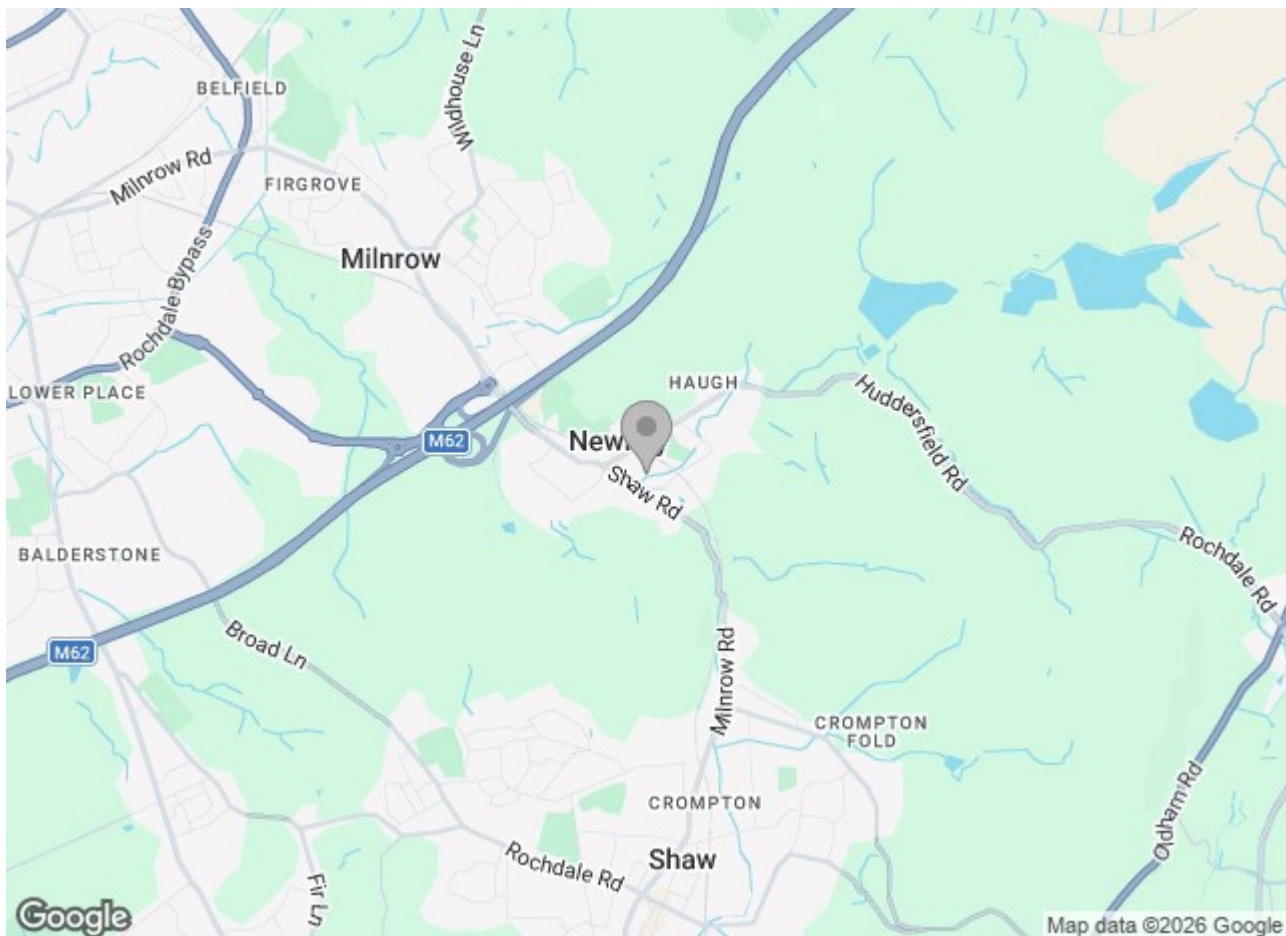 Wildhouse Ln
BELFIELD
Milnrow Rd
FIRGROVE
Milnrow
Rochdale Bypass
LOWER PLACE
HAUGH
Huddersfield Rd
M62
Shaw Rd
BALDERSTONE
Rochdale Rd
M62
Broad Ln
Milnrow Rd
CROMPTON
FOLD
CROMPTON
Oldham Rd
Shaw
Rochdale Rd
Fir Ln
Google
Map data ©2026 Google